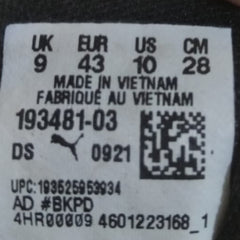 UK EUR US CM
9 43 10 28
MADE IN VIETNAM
FABRIQUÉ AU VIETNAM
193481-03
DS 0921
UPC:193525953934
AD #BKPD
4HR00009 4601223168_1